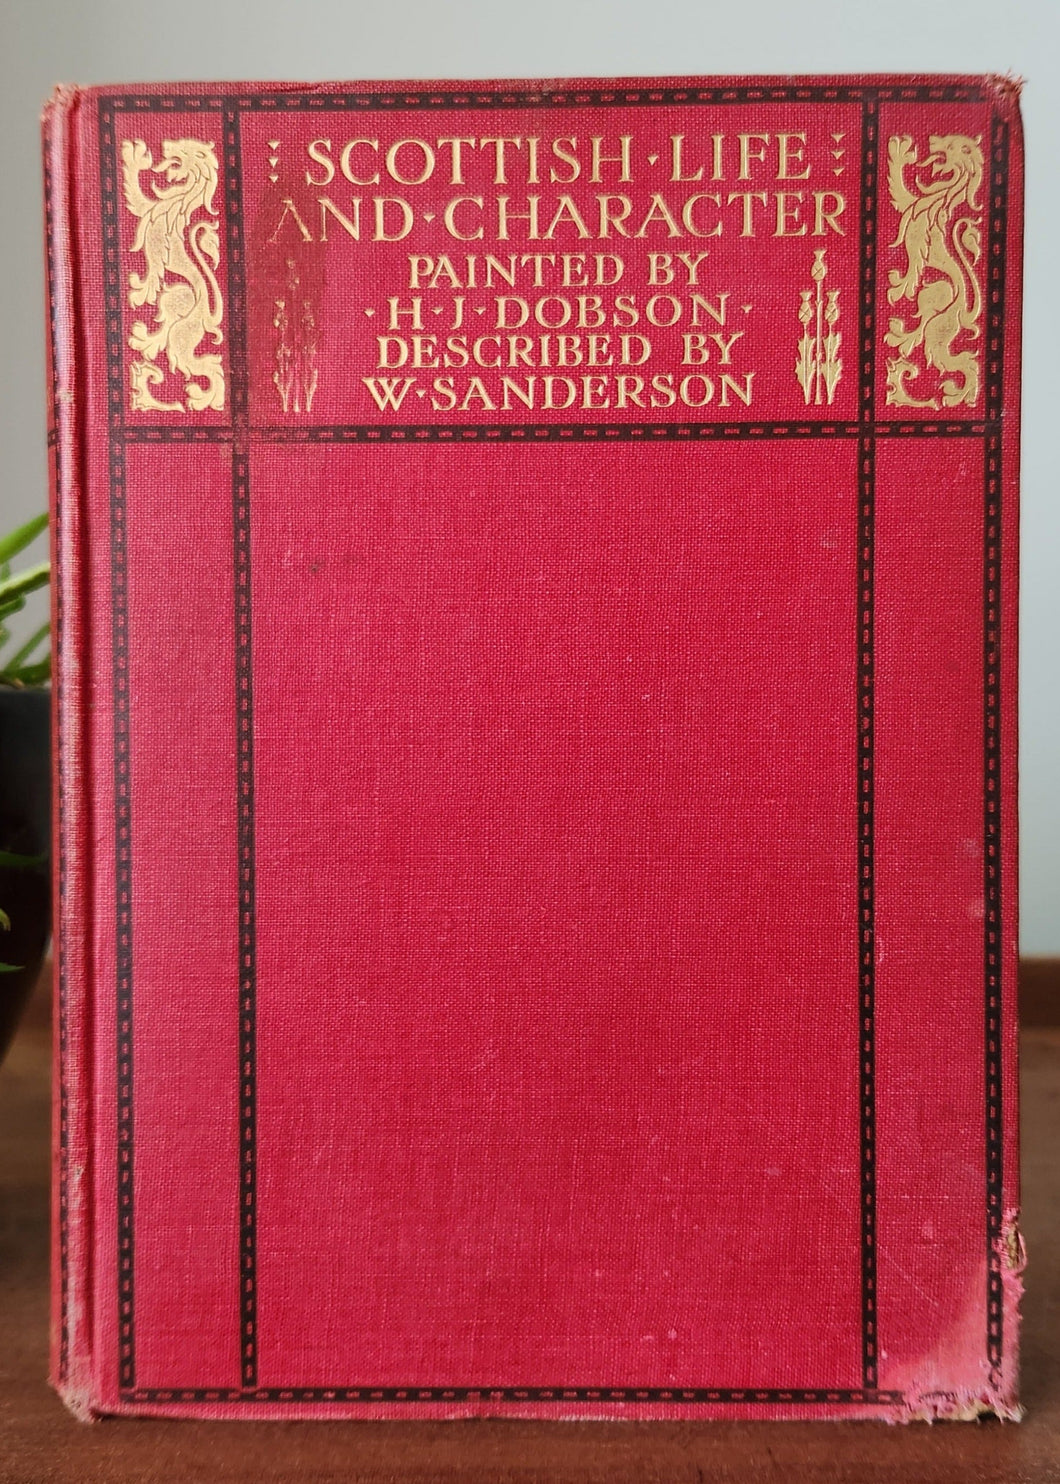 SCOTTISH · LIFE
AND · CHARACTER
PAINTED BY
· H · J · DOBSON ·
DESCRIBED BY
W · SANDERSON